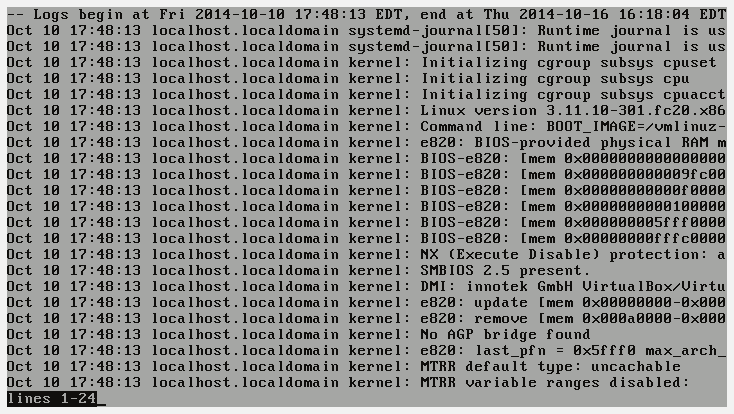 -- Logs begin at Fri 2014-10-10 17:48:13 EDT, end at Thu 2014-10-16 16:18:04 EDT
Oct 10 17:48:13 localhost.localdomain systemd-journal[50]: Runtime journal is us
Oct 10 17:48:13 localhost.localdomain systemd-journal[50]: Runtime journal is us
Oct 10 17:48:13 localhost.localdomain kernel: Initializing cgroup subsys cpuset
Oct 10 17:48:13 localhost.localdomain kernel: Initializing cgroup subsys cpu
Oct 10 17:48:13 localhost.localdomain kernel: Initializing cgroup subsys cpuacct
Oct 10 17:48:13 localhost.localdomain kernel: Linux version 3.11.10-301.fc20.x86
Oct 10 17:48:13 localhost.localdomain kernel: Command line: BOOT_IMAGE=/vmlinuz-
Oct 10 17:48:13 localhost.localdomain kernel: e820: BIOS-provided physical RAM m
Oct 10 17:48:13 localhost.localdomain kernel: BIOS-e820: [mem 0x0000000000000000
Oct 10 17:48:13 localhost.localdomain kernel: BIOS-e820: [mem 0x000000000009fc00
Oct 10 17:48:13 localhost.localdomain kernel: BIOS-e820: [mem 0x00000000000f0000
Oct 10 17:48:13 localhost.localdomain kernel: BIOS-e820: [mem 0x0000000000100000
Oct 10 17:48:13 localhost.localdomain kernel: BIOS-e820: [mem 0x000000005fff0000
Oct 10 17:48:13 localhost.localdomain kernel: BIOS-e820: [mem 0x00000000fffc0000
Oct 10 17:48:13 localhost.localdomain kernel: NX (Execute Disable) protection: a
Oct 10 17:48:13 localhost.localdomain kernel: SMBIOS 2.5 present.
Oct 10 17:48:13 localhost.localdomain kernel: DMI: innotek GmbH VirtualBox/Virtu
Oct 10 17:48:13 localhost.localdomain kernel: e820: update [mem 0x00000000-0x000
Oct 10 17:48:13 localhost.localdomain kernel: e820: remove [mem 0x000a0000-0x000
Oct 10 17:48:13 localhost.localdomain kernel: No AGP bridge found
Oct 10 17:48:13 localhost.localdomain kernel: e820: last_pfn = 0x5fff0 max_arch_
Oct 10 17:48:13 localhost.localdomain kernel: MTRR default type: uncachable
Oct 10 17:48:13 localhost.localdomain kernel: MTRR variable ranges disabled:
lines 1-24